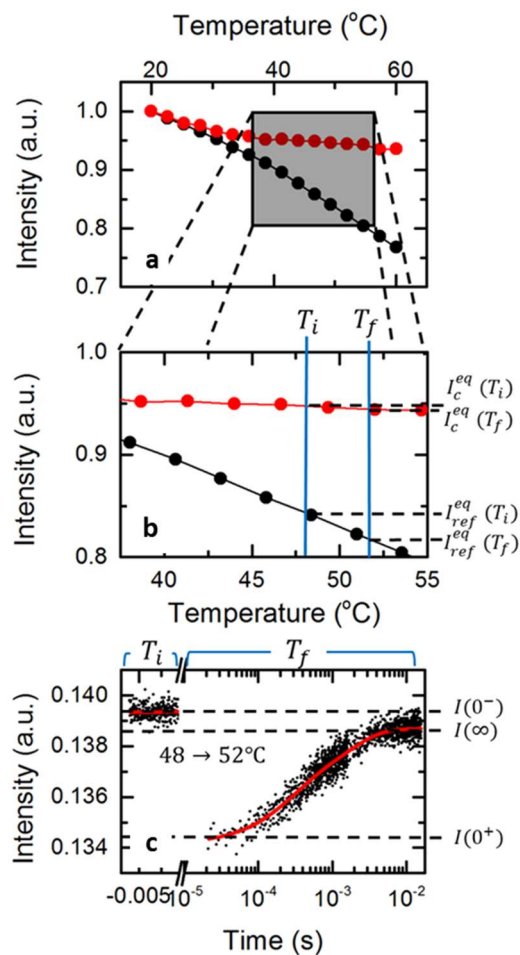 Temperature (°C)
20 30 40 50 60
1.0
0.9
0.8
0.7
Intensity (a.u.)
a
T_i T_f
1.0
0.9
0.8
Intensity (a.u.)
b
I_c^eq (T_i)
I_c^eq (T_f)
I_ref^eq (T_i)
I_ref^eq (T_f)
40 45 50 55
Temperature (°C)
T_i T_f
0.140
0.138
0.136
0.134
Intensity (a.u.)
48 → 52°C
c
I(0⁻)
I(∞)
I(0⁺)
-0.005 10⁻⁵ 10⁻⁴ 10⁻³ 10⁻²
Time (s)